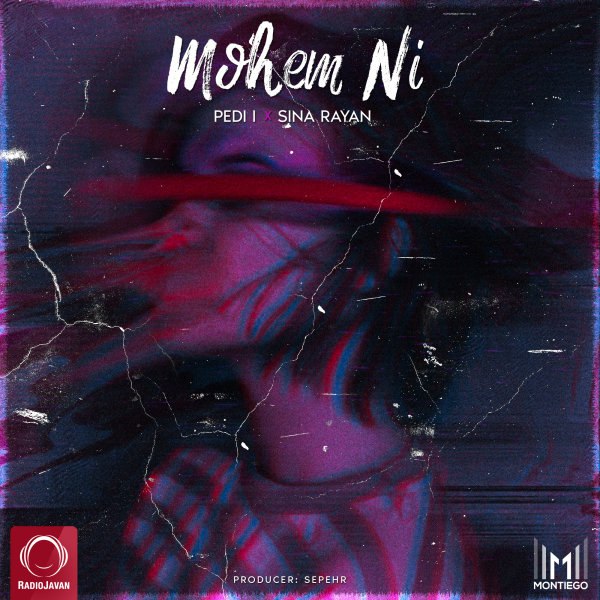 Mohem Ni
PEDI I X SINA RAYAN
PRODUCER: SEPEHR
RADIOJAVAN
M
MONTIEGO